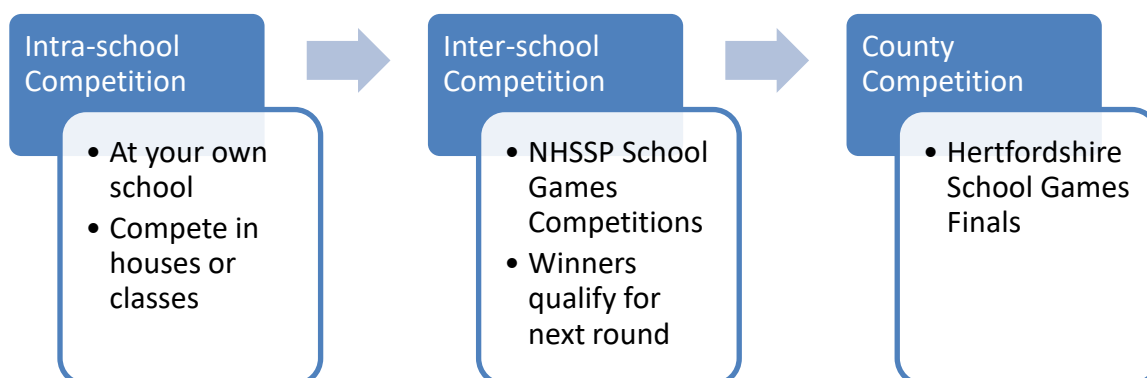 Intra-school
Competition
• At your own
school
• Compete in
houses or
classes
Inter-school
Competition
• NHSSP School
Games
Competitions
• Winners
qualify for
next round
County
Competition
• Hertfordshire
School Games
Finals